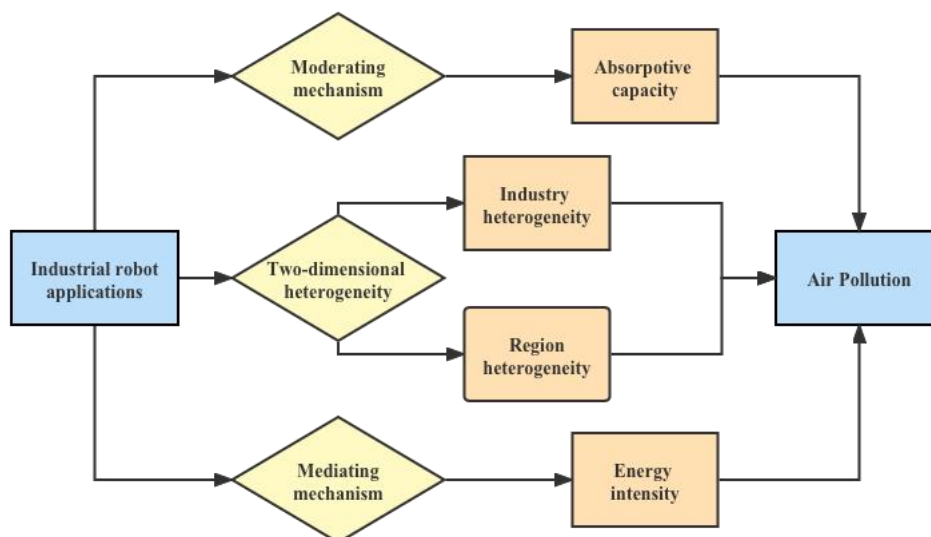 Moderating
mechanism
Absorpotive
capacity
Industry
heterogeneity
Industrial robot
applications
Two-dimensional
heterogeneity
Air Pollution
Region
heterogeneity
Mediating
mechanism
Energy
intensity